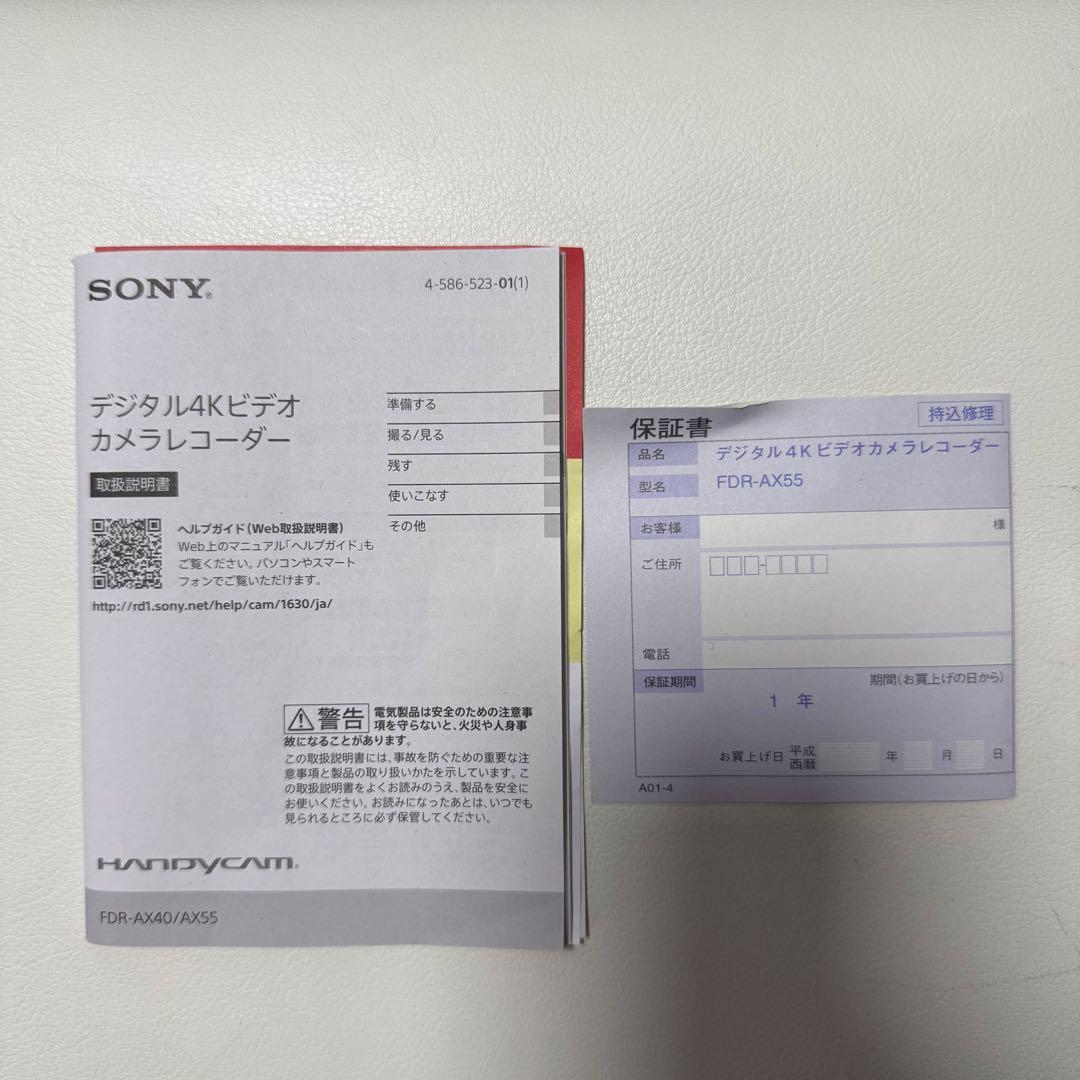 SONY®
4-586-523-01(1)
デジタル4Kビデオ
カメラレコーダー
取扱説明書
準備する
撮る/見る
残す
使いこなす
その他
ヘルプガイド(Web取扱説明書)
Web上のマニュアル「ヘルプガイド」も
ご覧ください。パソコンやスマート
フォンでご覧いただけます。
http://rd1.sony.net/help/cam/1630/ja/
警告
電気製品は安全のための注意事
項を守らないと、火災や人身事
故になることがあります。
この取扱説明書には、事故を防ぐための重要な注
意事項と製品の取り扱いかたを示しています。こ
の取扱説明書をよくお読みのうえ、製品を安全に
お使いください。お読みになったあとは、いつでも
見られるところに必ず保管してください。
HANDYCAM®
FDR-AX40/AX55
保証書
持込修理
品名 デジタル4Kビデオカメラレコーダー
型名 FDR-AX55
お客様 様
ご住所
電話
保証期間 期間(お買上げの日から)
1 年
お買上げ日 平成 西暦 年 月 日
A01-4